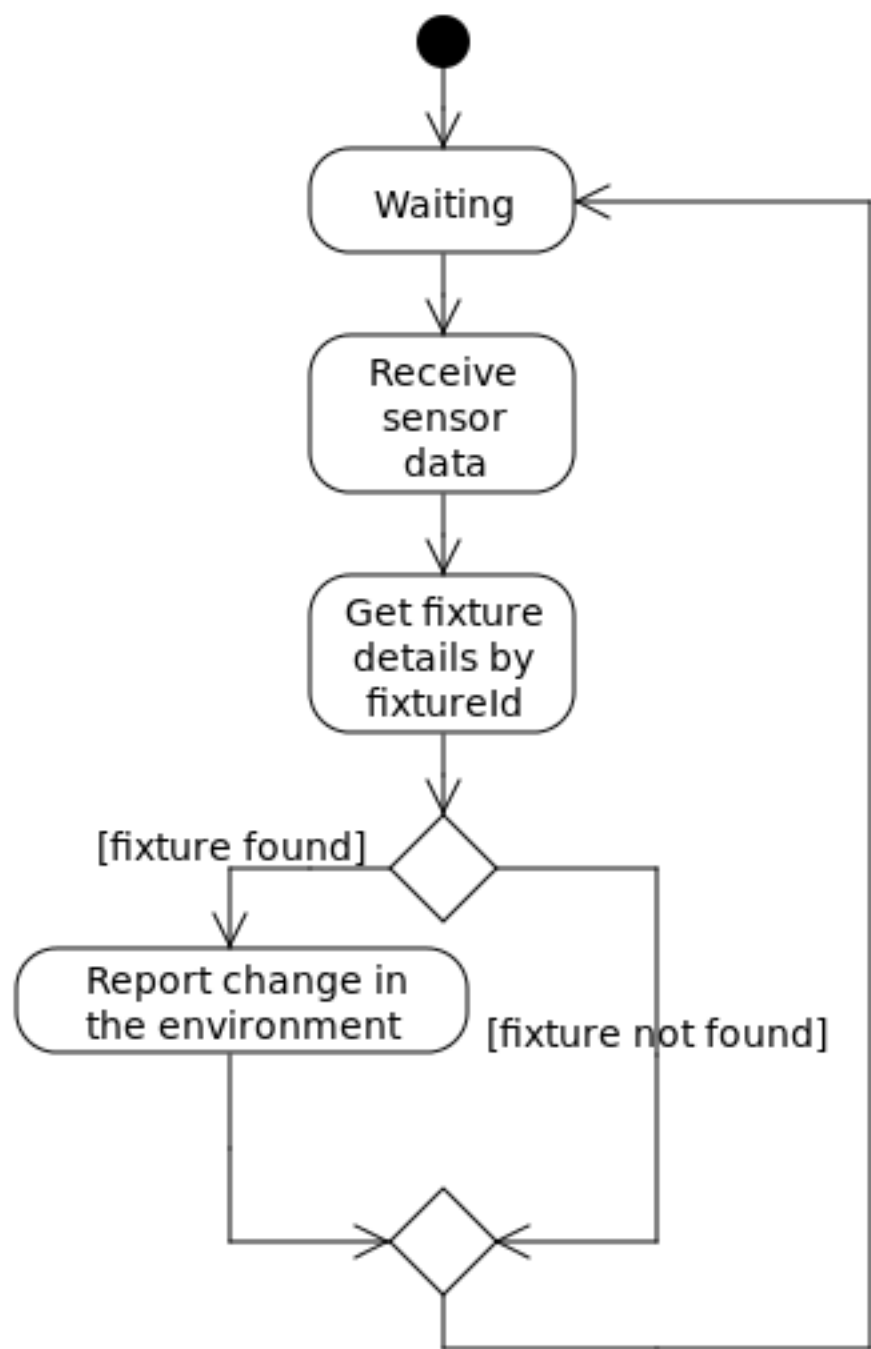 Waiting
Receive
sensor
data
Get fixture
details by
fixtureId
[fixture found]
Report change in
the environment
[fixture not found]